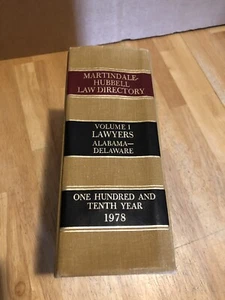 MARTINDALE-
HUBBELL
LAW DIRECTORY
VOLUME I
LAWYERS
ALABAMA—
DELAWARE
ONE HUNDRED AND
TENTH YEAR
1978